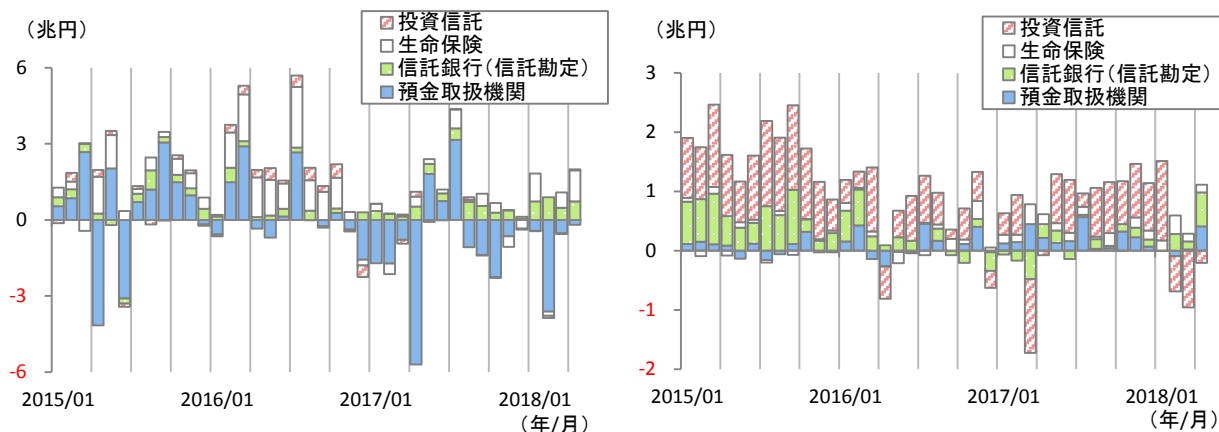 （兆円）
投資信託
生命保険
信託銀行（信託勘定）
預金取扱機関
6
3
0
-3
-6
2015/01
2016/01
2017/01
2018/01
（年/月）
（兆円）
投資信託
生命保険
信託銀行（信託勘定）
預金取扱機関
3
2
1
0
-1
-2
2015/01
2016/01
2017/01
2018/01
（年/月）